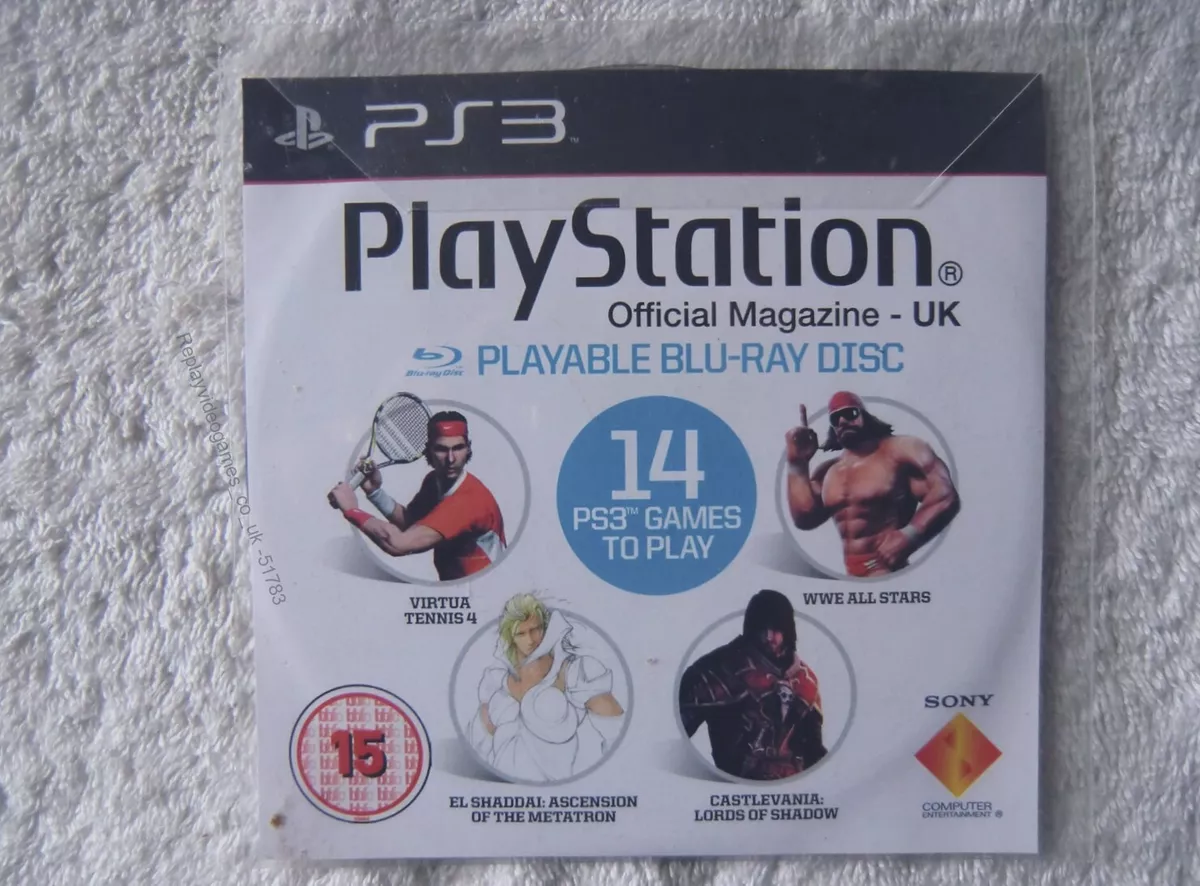 PS3™
PlayStation®
Official Magazine - UK
Blu-ray Disc
PLAYABLE BLU-RAY DISC
14
PS3™ GAMES
TO PLAY
VIRTUA
TENNIS 4
WWE ALL STARS
EL SHADDAI: ASCENSION
OF THE METATRON
CASTLEVANIA:
LORDS OF SHADOW
15
SONY
COMPUTER
ENTERTAINMENT ®
Replayvideogames_co_uk -51783